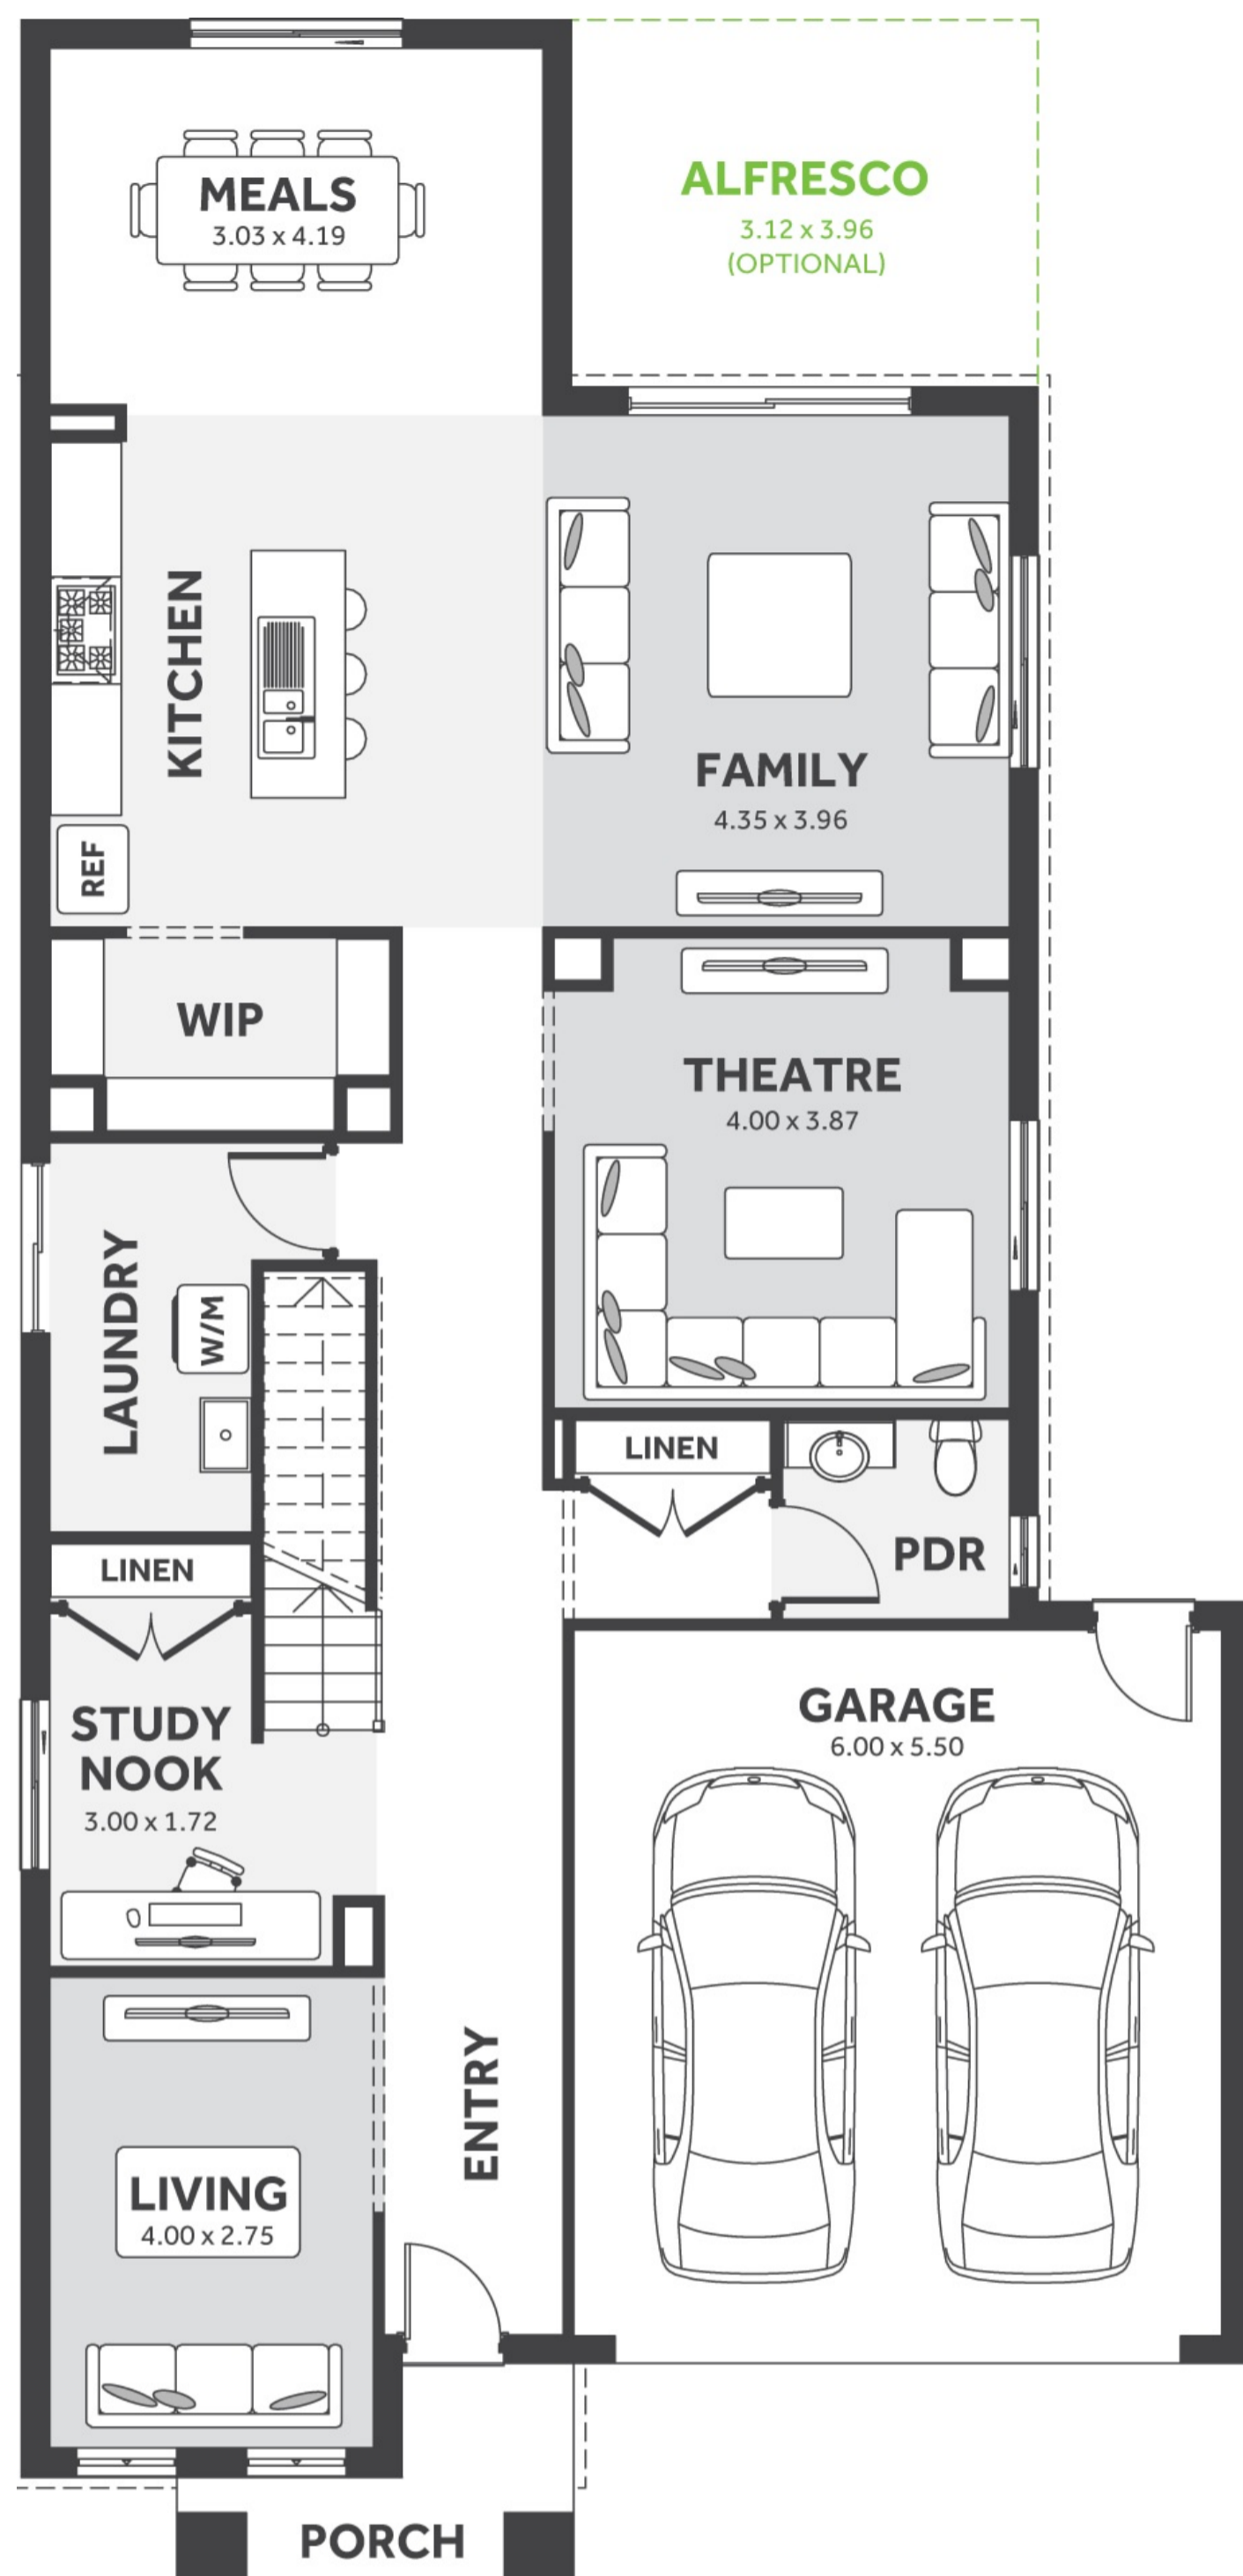 MEALS
3.03 x 4.19
ALFRESCO
3.12 x 3.96
(OPTIONAL)
KITCHEN
FAMILY
4.35 x 3.96
REF
WIP
THEATRE
4.00 x 3.87
LAUNDRY
W/M
LINEN
PDR
LINEN
STUDY
NOOK
3.00 x 1.72
GARAGE
6.00 x 5.50
ENTRY
LIVING
4.00 x 2.75
PORCH